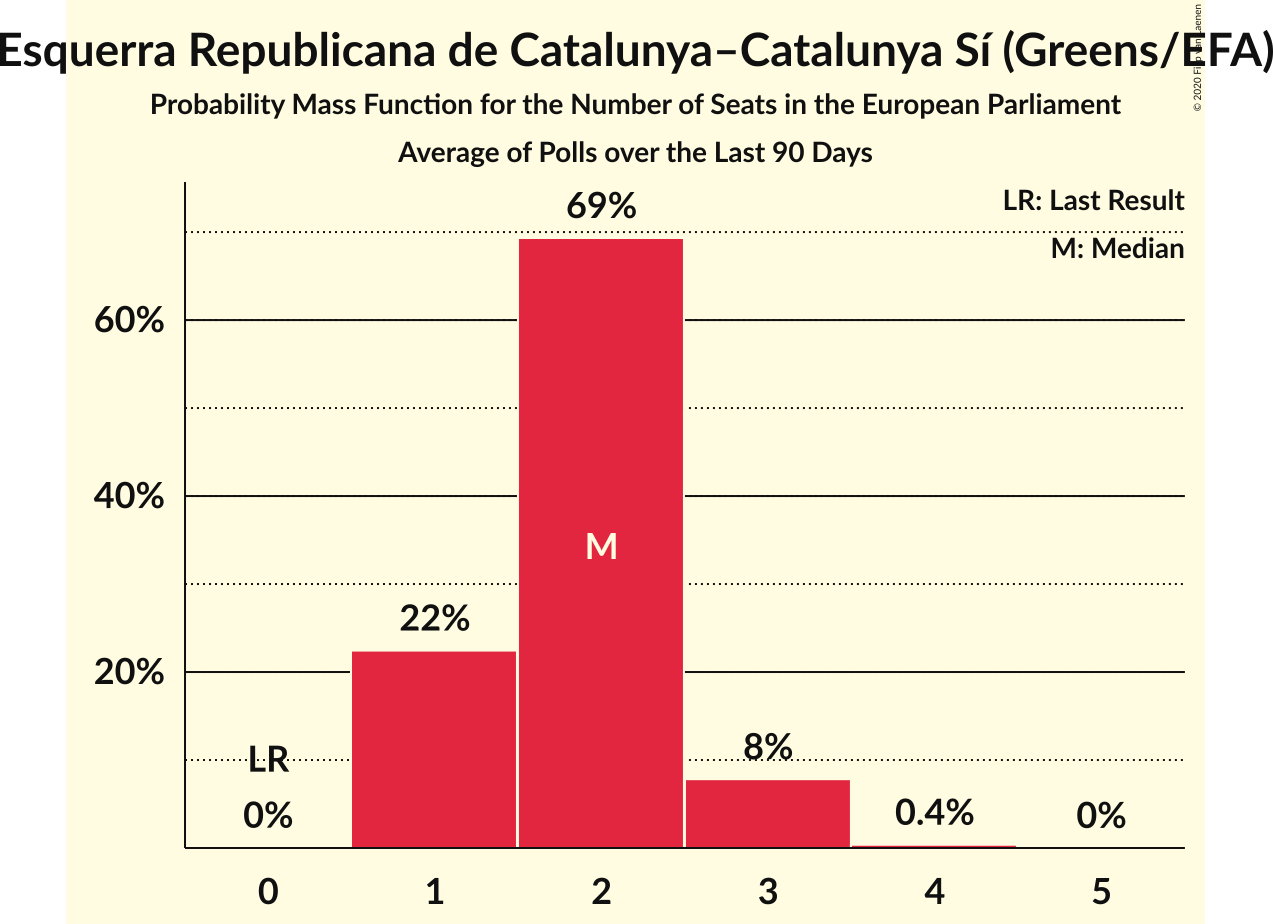 Esquerra Republicana de Catalunya–Catalunya Sí (Greens/EFA)
Probability Mass Function for the Number of Seats in the European Parliament
Average of Polls over the Last 90 Days
© 2020
LR: Last Result
M: Median
69%
60%
40%
M
22%
20%
LR
8%
0%
0.4%
0%
0 1 2 3 4 5